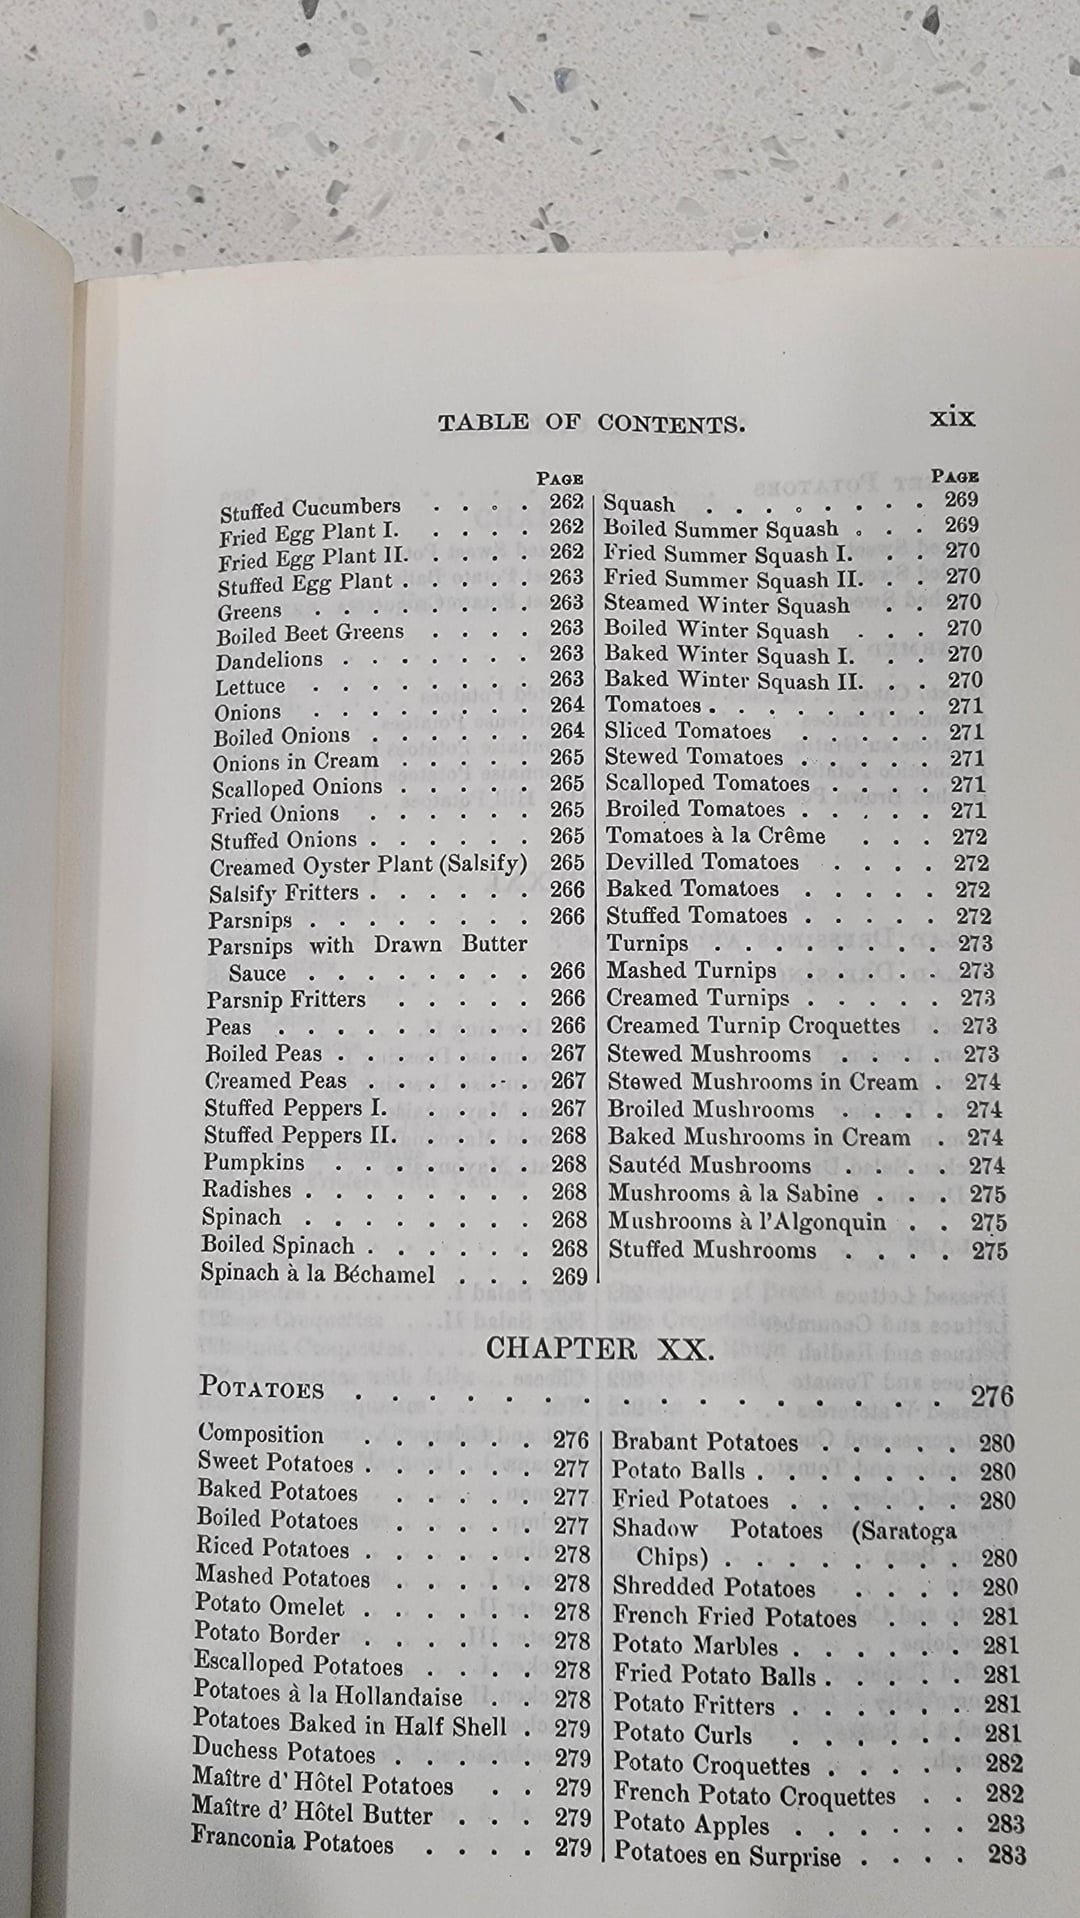 TABLE OF CONTENTS. xix
PAGE
Stuffed Cucumbers . . . . 262
Fried Egg Plant I. . . . . 262
Fried Egg Plant II. . . . . 262
Stuffed Egg Plant . . . . . 263
Greens . . . . . . . . 263
Boiled Beet Greens . . . . 263
Dandelions . . . . . . . 263
Lettuce . . . . . . . . 263
Onions . . . . . . . . 264
Boiled Onions . . . . . . 264
Onions in Cream . . . . . 265
Scalloped Onions . . . . . 265
Fried Onions . . . . . . 265
Stuffed Onions . . . . . . 265
Creamed Oyster Plant (Salsify) 265
Salsify Fritters . . . . . . 266
Parsnips . . . . . . . . 266
Parsnips with Drawn Butter
Sauce . . . . . . . . 266
Parsnip Fritters . . . . . 266
Peas . . . . . . . . . 266
Boiled Peas . . . . . . . 267
Creamed Peas . . . . . . 267
Stuffed Peppers I. . . . . 267
Stuffed Peppers II. . . . . 268
Pumpkins . . . . . . . 268
Radishes . . . . . . . . 268
Spinach . . . . . . . . 268
Boiled Spinach . . . . . . 268
Spinach à la Béchamel . . . 269
PAGE
Squash . . . . . . . . 269
Boiled Summer Squash . . . 269
Fried Summer Squash I. . . 270
Fried Summer Squash II. . . 270
Steamed Winter Squash . . 270
Boiled Winter Squash . . . 270
Baked Winter Squash I. . . 270
Baked Winter Squash II. . . 270
Tomatoes . . . . . . . . 271
Sliced Tomatoes . . . . . 271
Stewed Tomatoes . . . . . 271
Scalloped Tomatoes . . . . 271
Broiled Tomatoes . . . . . 271
Tomatoes à la Crême . . . 272
Devilled Tomatoes . . . . 272
Baked Tomatoes . . . . . 272
Stuffed Tomatoes . . . . . 272
Turnips . . . . . . . . 273
Mashed Turnips . . . . . 273
Creamed Turnips . . . . . 273
Creamed Turnip Croquettes . 273
Stewed Mushrooms . . . . 273
Stewed Mushrooms in Cream . 274
Broiled Mushrooms . . . . 274
Baked Mushrooms in Cream . 274
Sautéd Mushrooms . . . . 274
Mushrooms à la Sabine . . . 275
Mushrooms à l'Algonquin . . 275
Stuffed Mushrooms . . . . 275
CHAPTER XX.
POTATOES . . . . . . . . . . . . . . . . 276
Composition . . . . . . 276
Sweet Potatoes . . . . . . 277
Baked Potatoes . . . . . 277
Boiled Potatoes . . . . . 277
Riced Potatoes . . . . . . 278
Mashed Potatoes . . . . . 278
Potato Omelet . . . . . . 278
Potato Border . . . . . . 278
Escalloped Potatoes . . . . 278
Potatoes à la Hollandaise . . 278
Potatoes Baked in Half Shell . 279
Duchess Potatoes . . . . . 279
Maître d' Hôtel Potatoes . . 279
Maître d' Hôtel Butter . . . 279
Franconia Potatoes . . . . 279
Brabant Potatoes . . . . . 280
Potato Balls . . . . . . . 280
Fried Potatoes . . . . . . 280
Shadow Potatoes (Saratoga
Chips) . . . . . . . . 280
Shredded Potatoes . . . . 280
French Fried Potatoes . . . 281
Potato Marbles . . . . . . 281
Fried Potato Balls . . . . . 281
Potato Fritters . . . . . . 281
Potato Curls . . . . . . 281
Potato Croquettes . . . . . 282
French Potato Croquettes . . 282
Potato Apples . . . . . . 283
Potatoes en Surprise . . . . 283